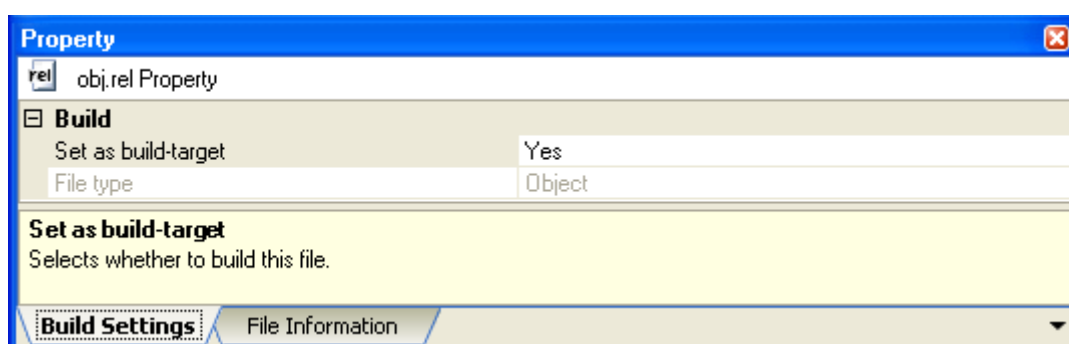 Property
rel obj.rel Property
Build
Set as build-target Yes
File type Object
Set as build-target
Selects whether to build this file.
Build Settings File Information